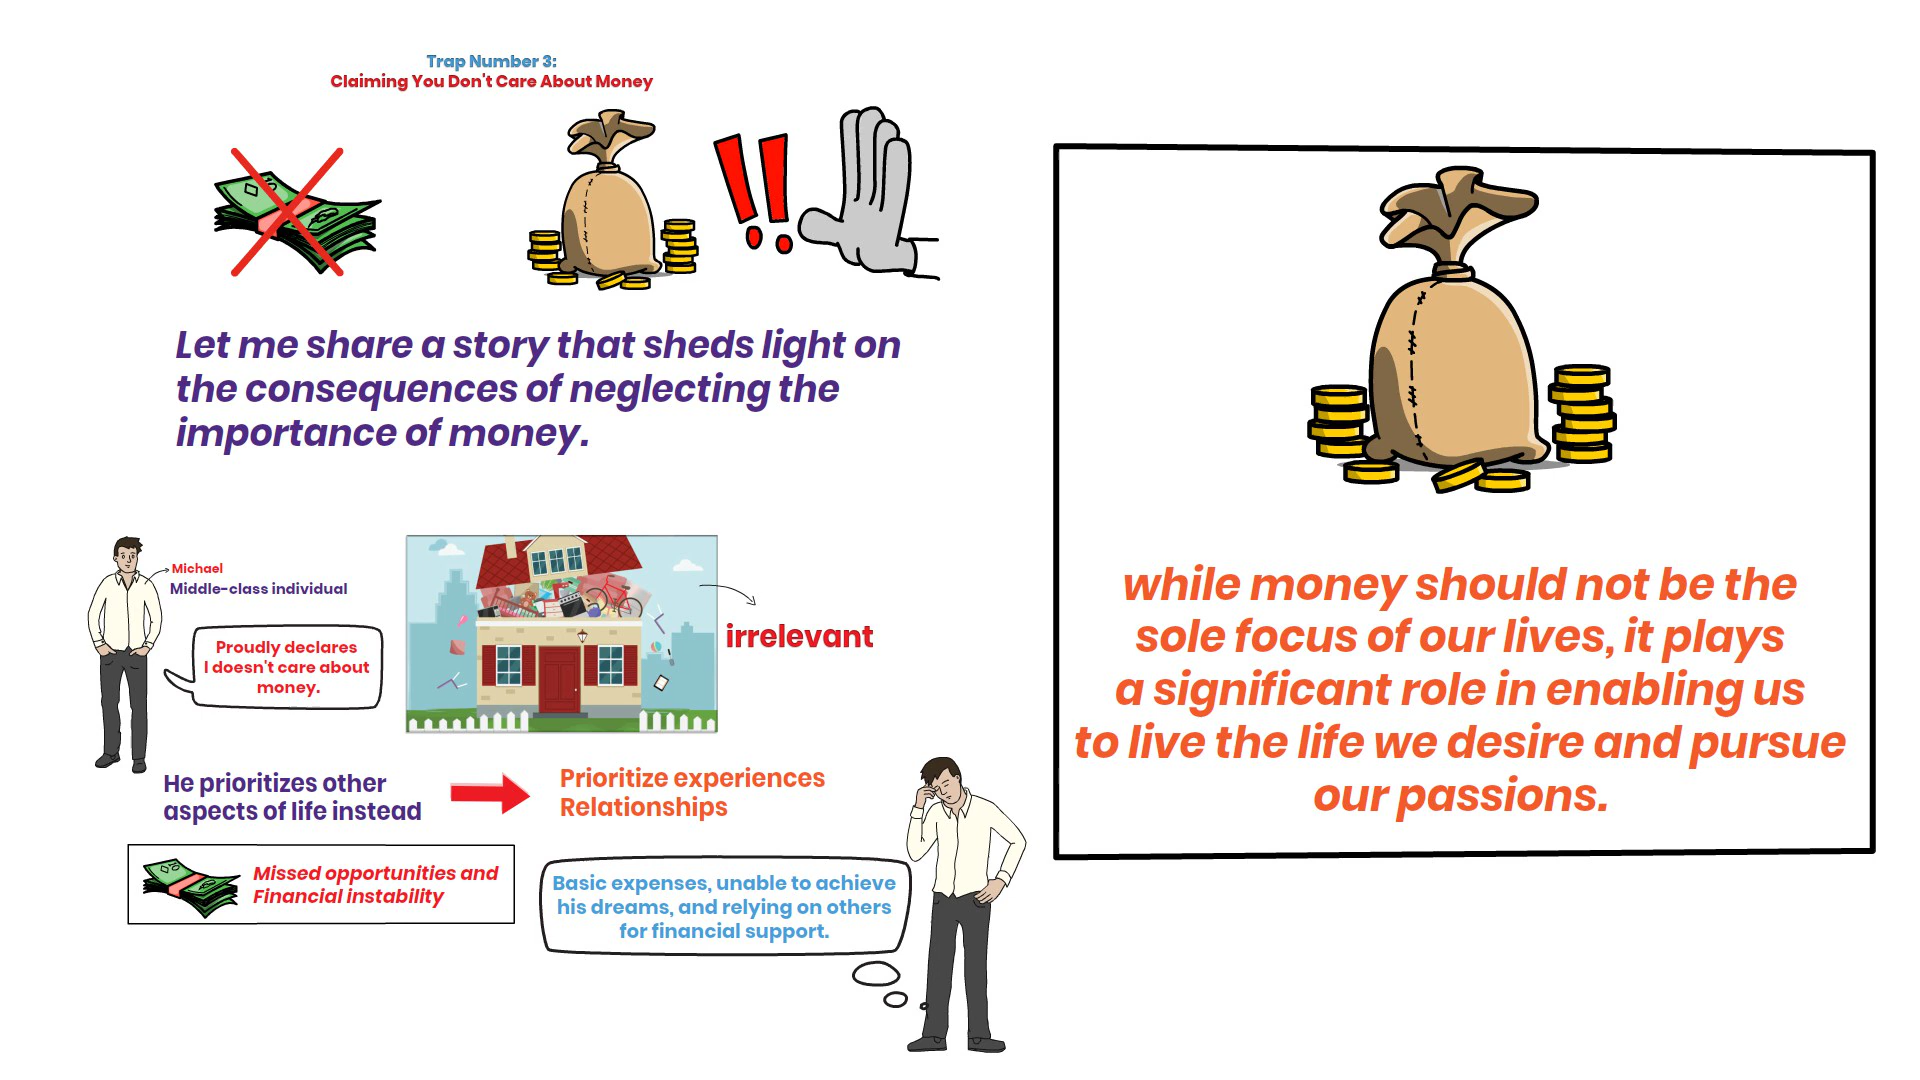 Trap Number 3:
Claiming You Don't Care About Money
Let me share a story that sheds light on
the consequences of neglecting the
importance of money.
Michael
Middle-class individual
Proudly declares
I doesn't care about
money.
irrelevant
He prioritizes other
aspects of life instead
Prioritize experiences
Relationships
Missed opportunities and
Financial instability
Basic expenses, unable to achieve
his dreams, and relying on others
for financial support.
while money should not be the
sole focus of our lives, it plays
a significant role in enabling us
to live the life we desire and pursue
our passions.